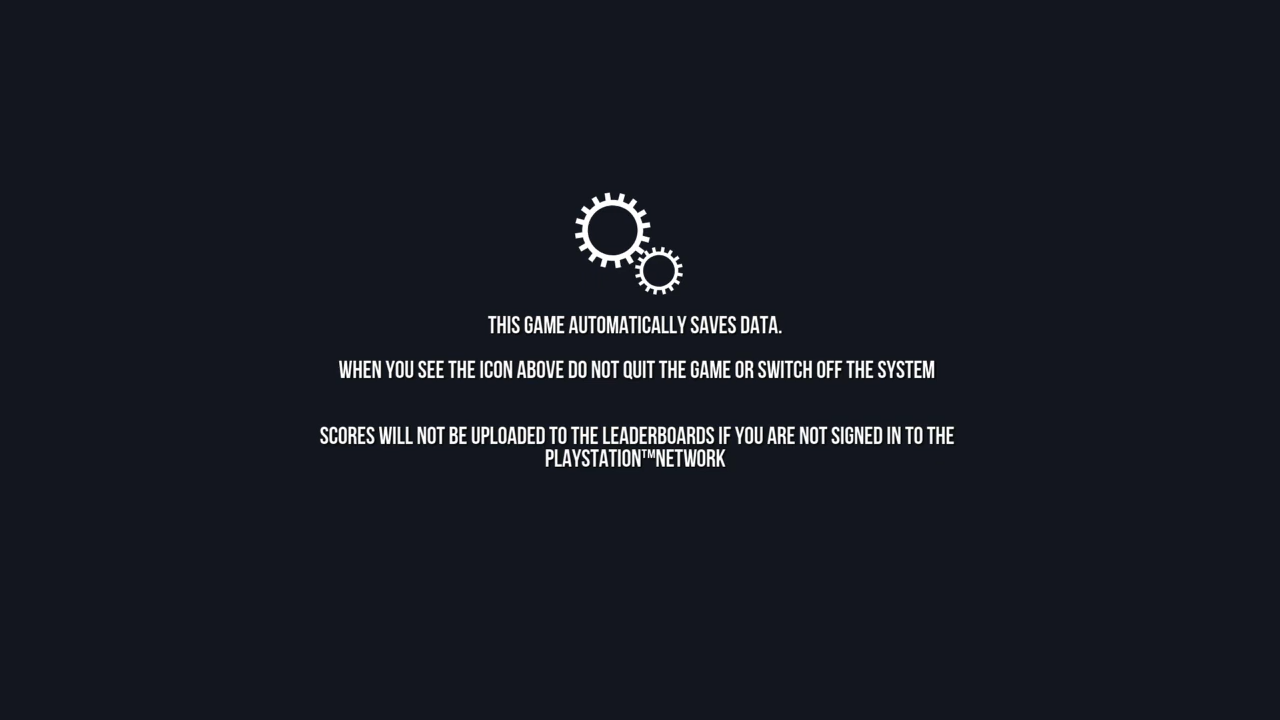 THIS GAME AUTOMATICALLY SAVES DATA.
WHEN YOU SEE THE ICON ABOVE DO NOT QUIT THE GAME OR SWITCH OFF THE SYSTEM
SCORES WILL NOT BE UPLOADED TO THE LEADERBOARDS IF YOU ARE NOT SIGNED IN TO THE
PLAYSTATION™NETWORK